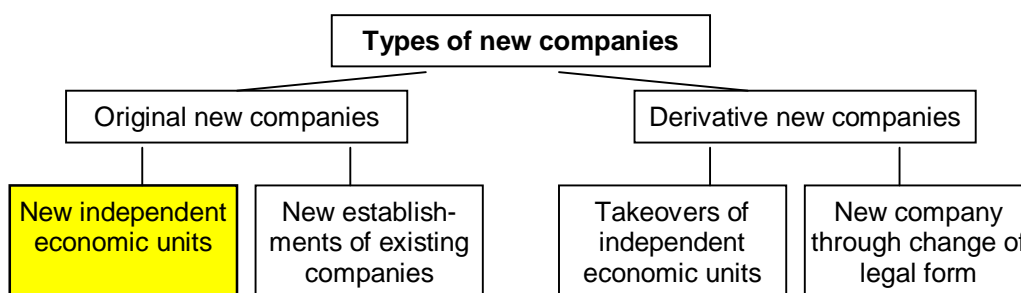 Types of new companies
Original new companies
Derivative new companies
New independent
economic units
New establish-
ments of existing
companies
Takeovers of
independent
economic units
New company
through change of
legal form